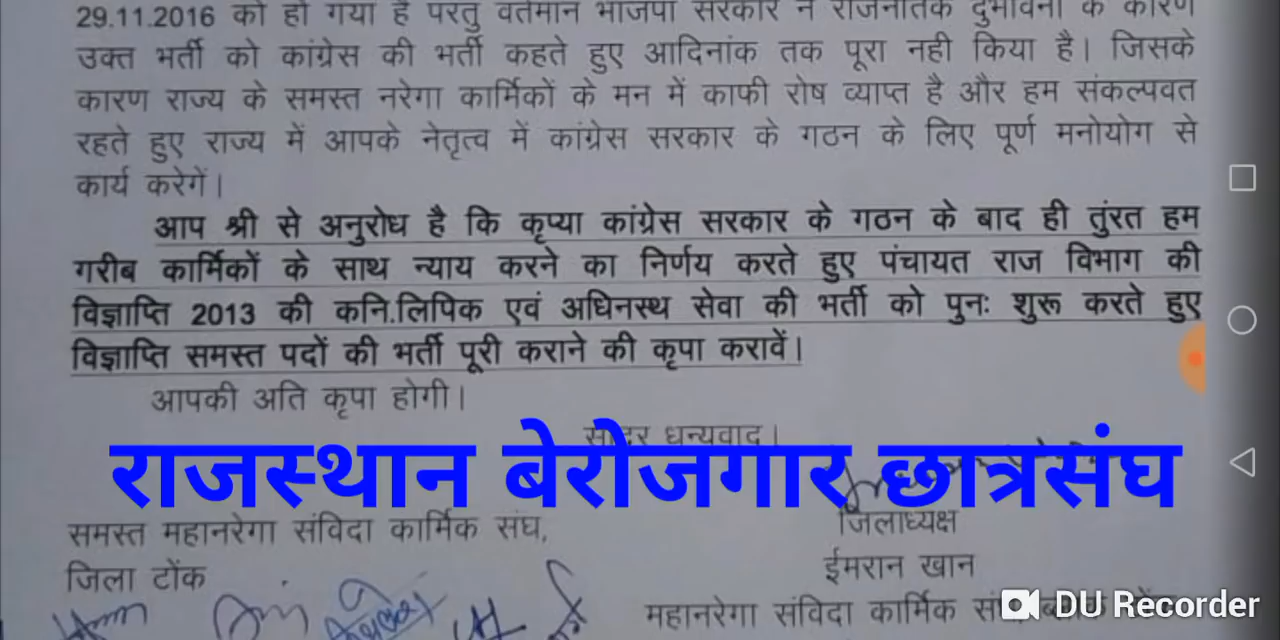 29.11.2016 को हो गया है परंतु वर्तमान भाजपा सरकार ने राजनीतिक दुर्भावना के कारण
उक्त भर्ती को कांग्रेस की भर्ती कहते हुए आदिनांक तक पूरा नही किया है। जिसके
कारण राज्य के समस्त नरेगा कार्मिकों के मन में काफी रोष व्याप्त है और हम संकल्पवत
रहते हुए राज्य में आपके नेतृत्व में कांग्रेस सरकार के गठन के लिए पूर्ण मनोयोग से
कार्य करेगें।
आप श्री से अनुरोध है कि कृप्या कांग्रेस सरकार के गठन के बाद ही तुंरत हम
गरीब कार्मिकों के साथ न्याय करने का निर्णय करते हुए पंचायत राज विभाग की
विज्ञाप्ति 2013 की कनि.लिपिक एवं अधिनस्थ सेवा की भर्ती को पुनः शुरू करते हुए
विज्ञाप्ति समस्त पदों की भर्ती पूरी कराने की कृपा करावें।
आपकी अति कृपा होगी।
सादर धन्यवाद।
राजस्थान बेरोजगार छात्रसंघ
समस्त महानरेगा संविदा कार्मिक संघ,
जिला टोंक
जिलाध्यक्ष
ईमरान खान
महानरेगा संविदा कार्मिक
DU Recorder